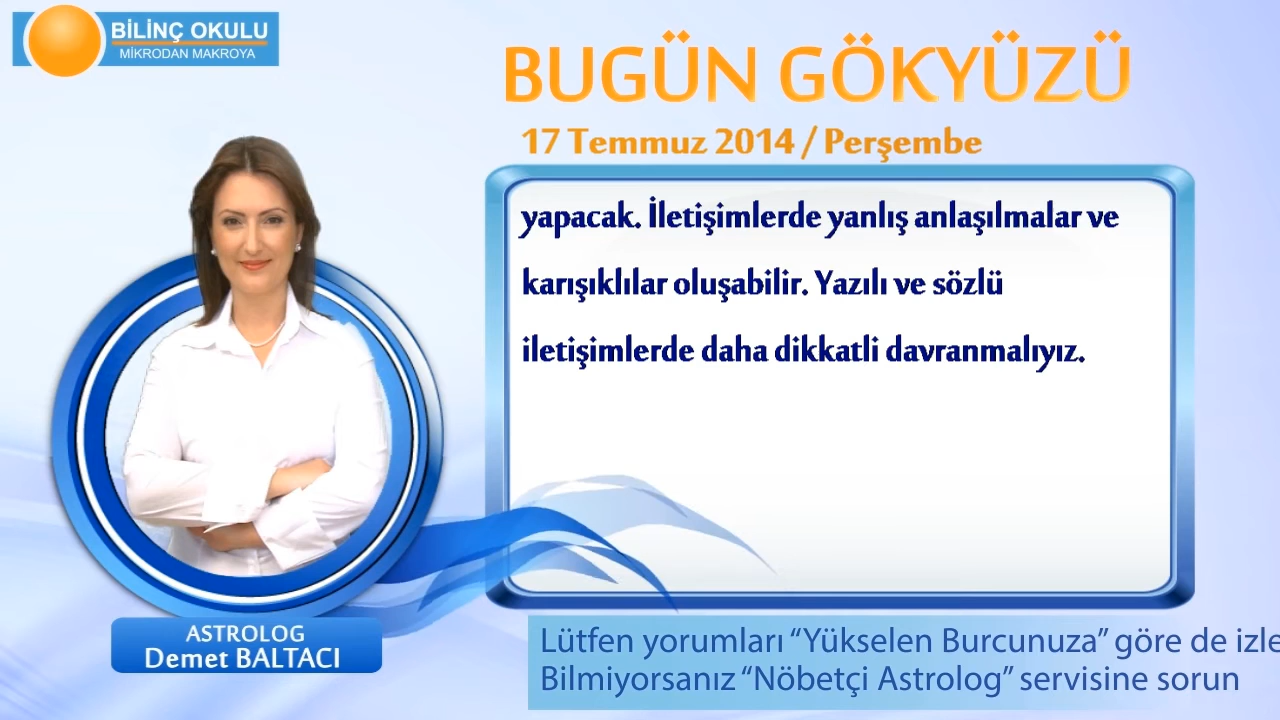 BİLİNÇ OKULU
MİKRODAN MAKROYA
BUGÜN GÖKYÜZÜ
17 Temmuz 2014 / Perşembe
yapacak. İletişimlerde yanlış anlaşılmalar ve
karışıklılar oluşabilir. Yazılı ve sözlü
iletişimlerde daha dikkatli davranmalıyız.
ASTROLOG
Demet BALTACI
Lütfen yorumları “Yükselen Burcunuza” göre de izle
Bilmiyorsanız “Nöbetçi Astrolog” servisine sorun